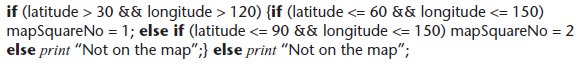 if (latitude > 30 && longitude > 120) {if (latitude <= 60 && longitude <= 150)
mapSquareNo = 1; else if (latitude <= 90 && longitude <= 150) mapSquareNo = 2
else print “Not on the map”;} else print “Not on the map”;